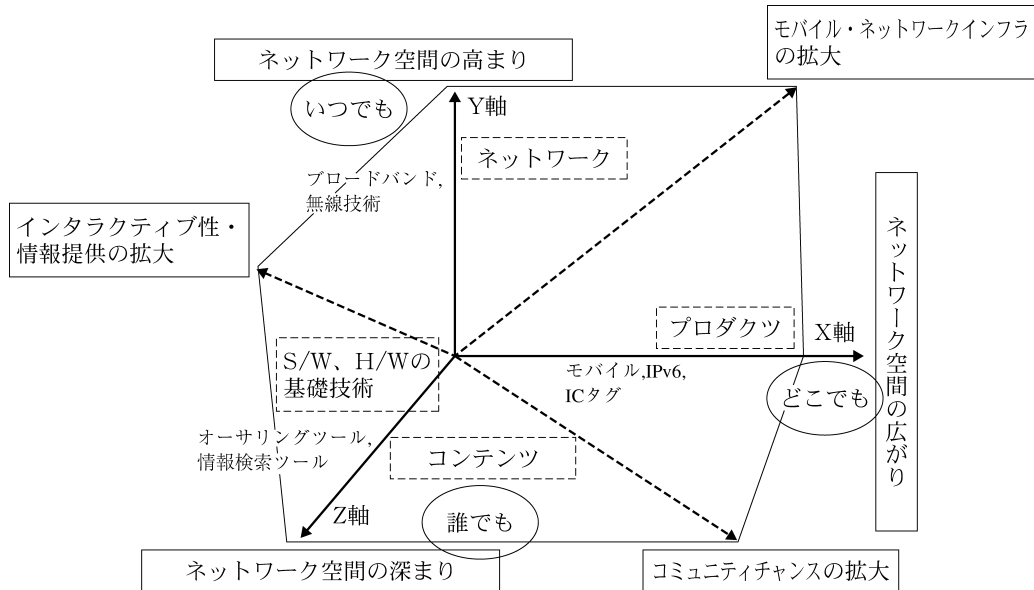 モバイル・ネットワークインフラ
の拡大
ネットワーク空間の高まり
いつでも
Y軸
ネットワーク
ブロードバンド,
無線技術
インタラクティブ性・
情報提供の拡大
ネットワーク空間の広がり
プロダクツ
X軸
S/W、H/Wの
基礎技術
モバイル,IPv6,
ICタグ
どこでも
オーサリングツール,
情報検索ツール
コンテンツ
Z軸
誰でも
ネットワーク空間の深まり
コミュニティチャンスの拡大